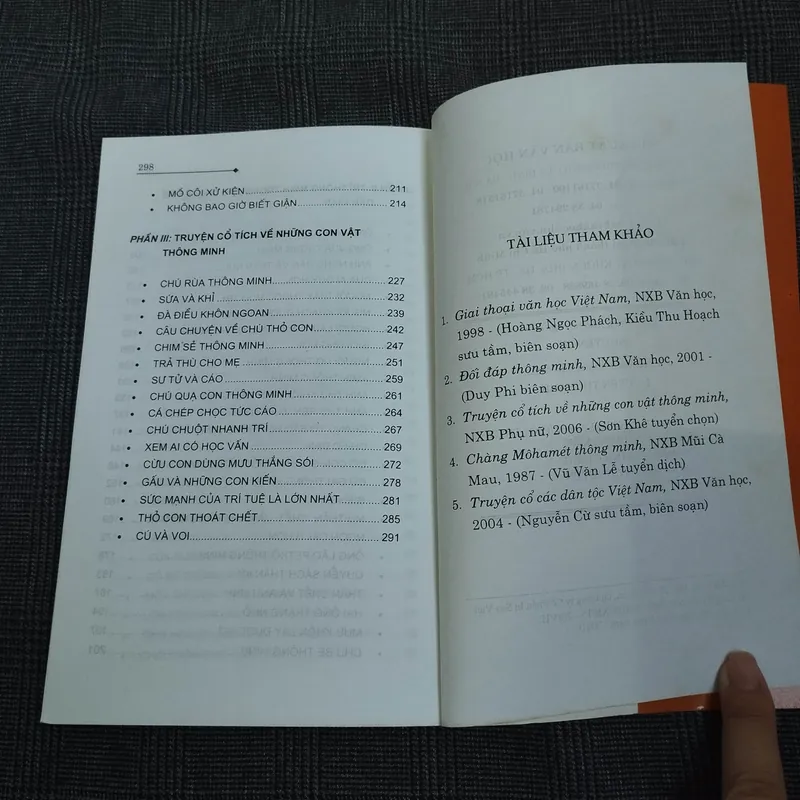 298
• MỒ CÔI XỬ KIỆN 211
• KHÔNG BAO GIỜ BIẾT GIẬN 214
PHẦN III: TRUYỆN CỔ TÍCH VỀ NHỮNG CON VẬT
THÔNG MINH
• CHÚ RÙA THÔNG MINH 227
• SỨA VÀ KHỈ 232
• ĐÀ ĐIỂU KHÔN NGOAN 239
• CÂU CHUYỆN VỀ CHÚ THỎ CON 242
• CHIM SẺ THÔNG MINH 247
• TRẢ THÙ CHO MẸ 251
• SƯ TỬ VÀ CÁO 259
• CHÚ QUẠ CON THÔNG MINH 261
• CÁ CHÉP CHỌC TỨC CÁO 264
• CHÚ CHUỘT NHANH TRÍ 267
• XEM AI CÓ HỌC VẤN 269
• CỪU CON DÙNG MƯU THẮNG SÓI 272
• GẤU VÀ NHỮNG CON KIẾN 278
• SỨC MẠNH CỦA TRÍ TUỆ LÀ LỚN NHẤT 281
• THỎ CON THOÁT CHẾT 285
• CÚ VÀ VOI 291
TÀI LIỆU THAM KHẢO
1. Giai thoại văn học Việt Nam, NXB Văn học,
1998 - (Hoàng Ngọc Phách, Kiều Thu Hoạch
sưu tầm, biên soạn)
2. Đối đáp thông minh, NXB Văn học, 2001 -
(Duy Phi biên soạn)
3. Truyện cổ tích về những con vật thông minh,
NXB Phụ nữ, 2006 - (Sơn Khê tuyển chọn)
4. Chàng Môhamét thông minh, NXB Mũi Cà
Mau, 1987 - (Vũ Văn Lễ tuyển dịch)
5. Truyện cổ các dân tộc Việt Nam, NXB Văn học,
2004 - (Nguyễn Cừ sưu tầm, biên soạn)